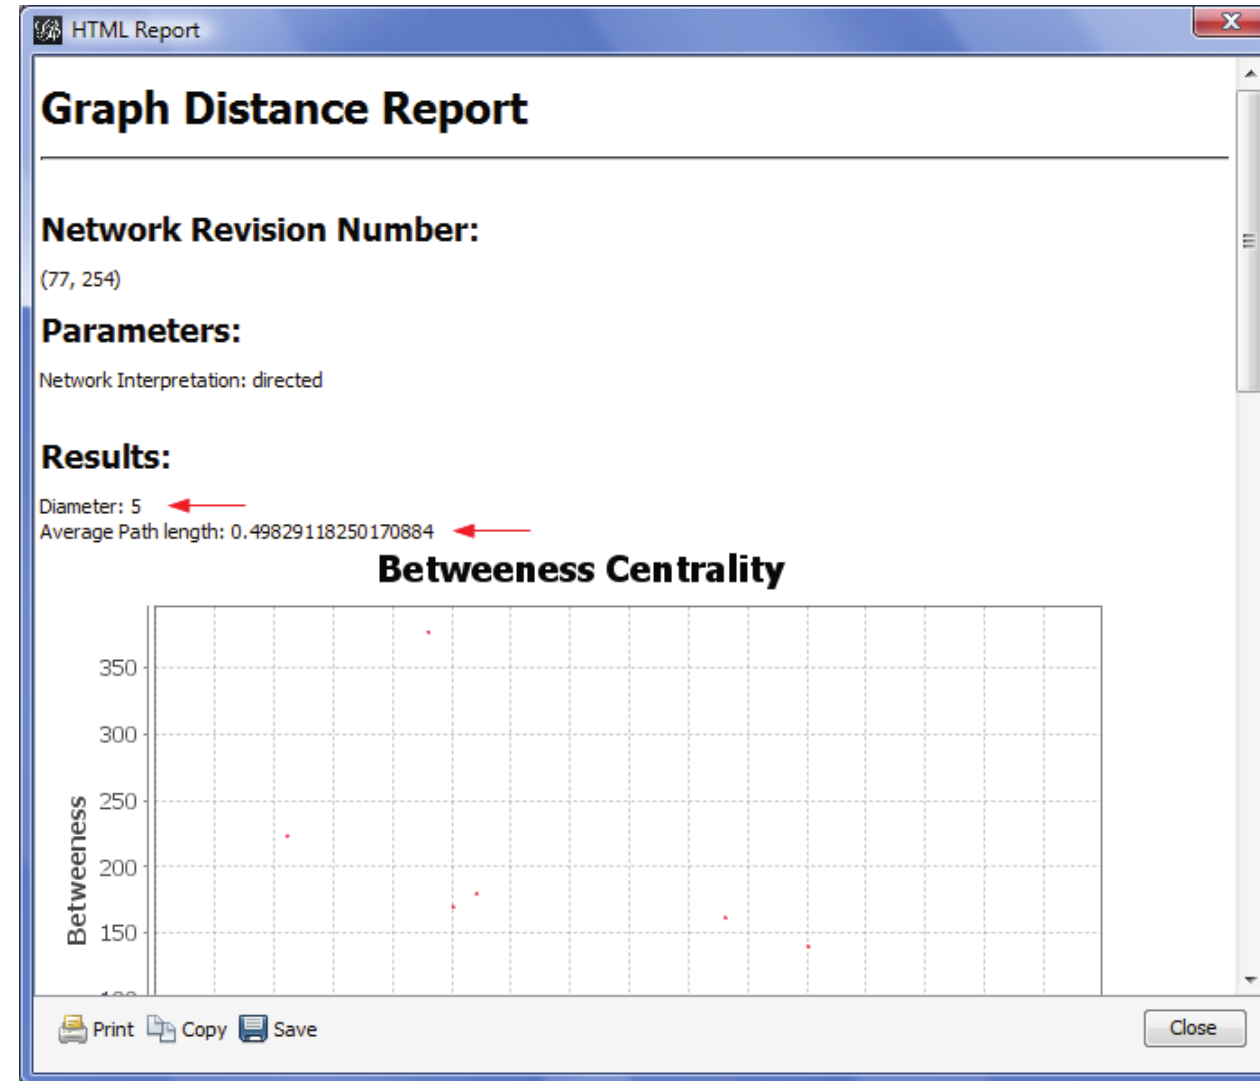 HTML Report
Graph Distance Report
Network Revision Number:
(77, 254)
Parameters:
Network Interpretation: directed
Results:
Diameter: 5
Average Path length: 0.49829118250170884
Betweeness Centrality
350
300
250
200
150
Betweeness
Print Copy Save
Close